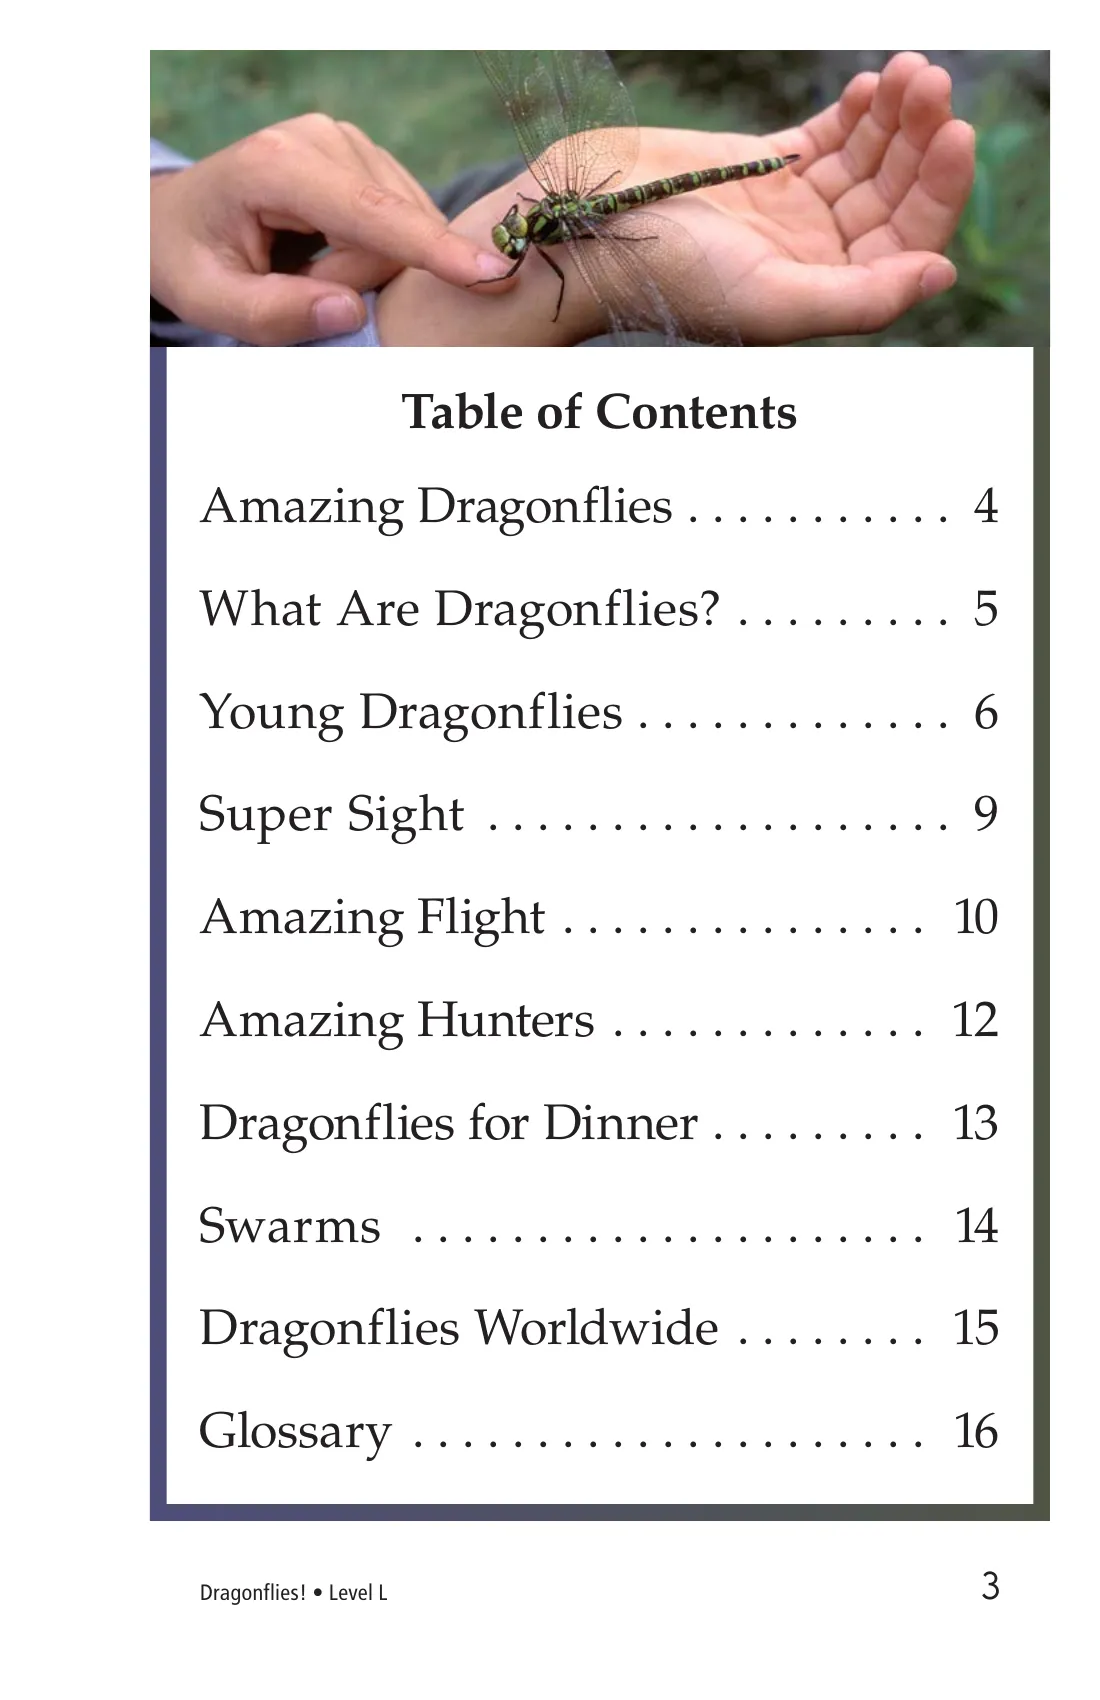 Table of Contents
Amazing Dragonflies . . . . . . . . . . . 4
What Are Dragonflies? . . . . . . . . . 5
Young Dragonflies . . . . . . . . . . . . . 6
Super Sight . . . . . . . . . . . . . . . . . . . 9
Amazing Flight . . . . . . . . . . . . . . . 10
Amazing Hunters . . . . . . . . . . . . . 12
Dragonflies for Dinner . . . . . . . . . 13
Swarms . . . . . . . . . . . . . . . . . . . . . 14
Dragonflies Worldwide . . . . . . . . 15
Glossary . . . . . . . . . . . . . . . . . . . . . 16
Dragonflies! • Level L 3